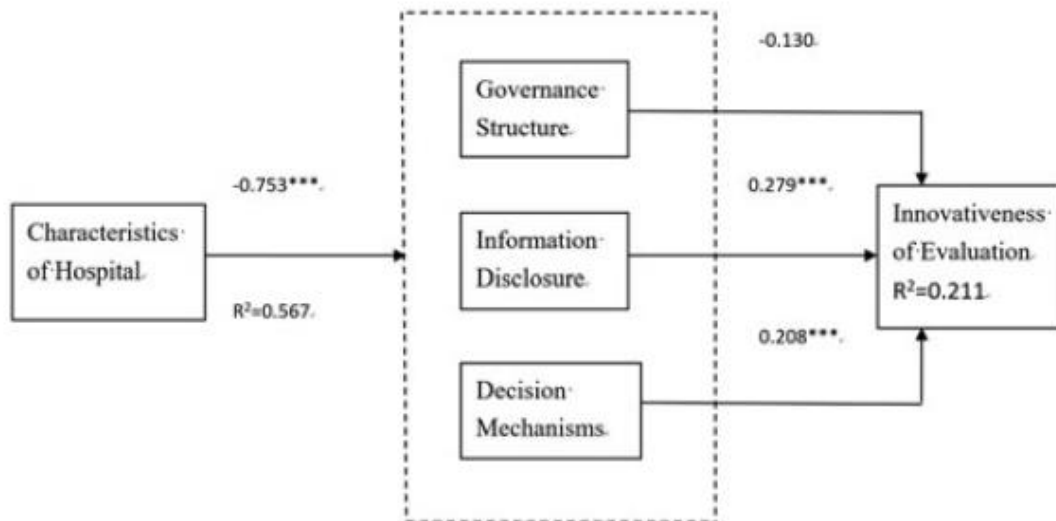 -0.130
Governance
Structure
-0.753***
0.279***
Characteristics
of Hospital
Information
Disclosure
Innovativeness
of Evaluation
R²=0.211
R²=0.567
0.208***
Decision
Mechanisms